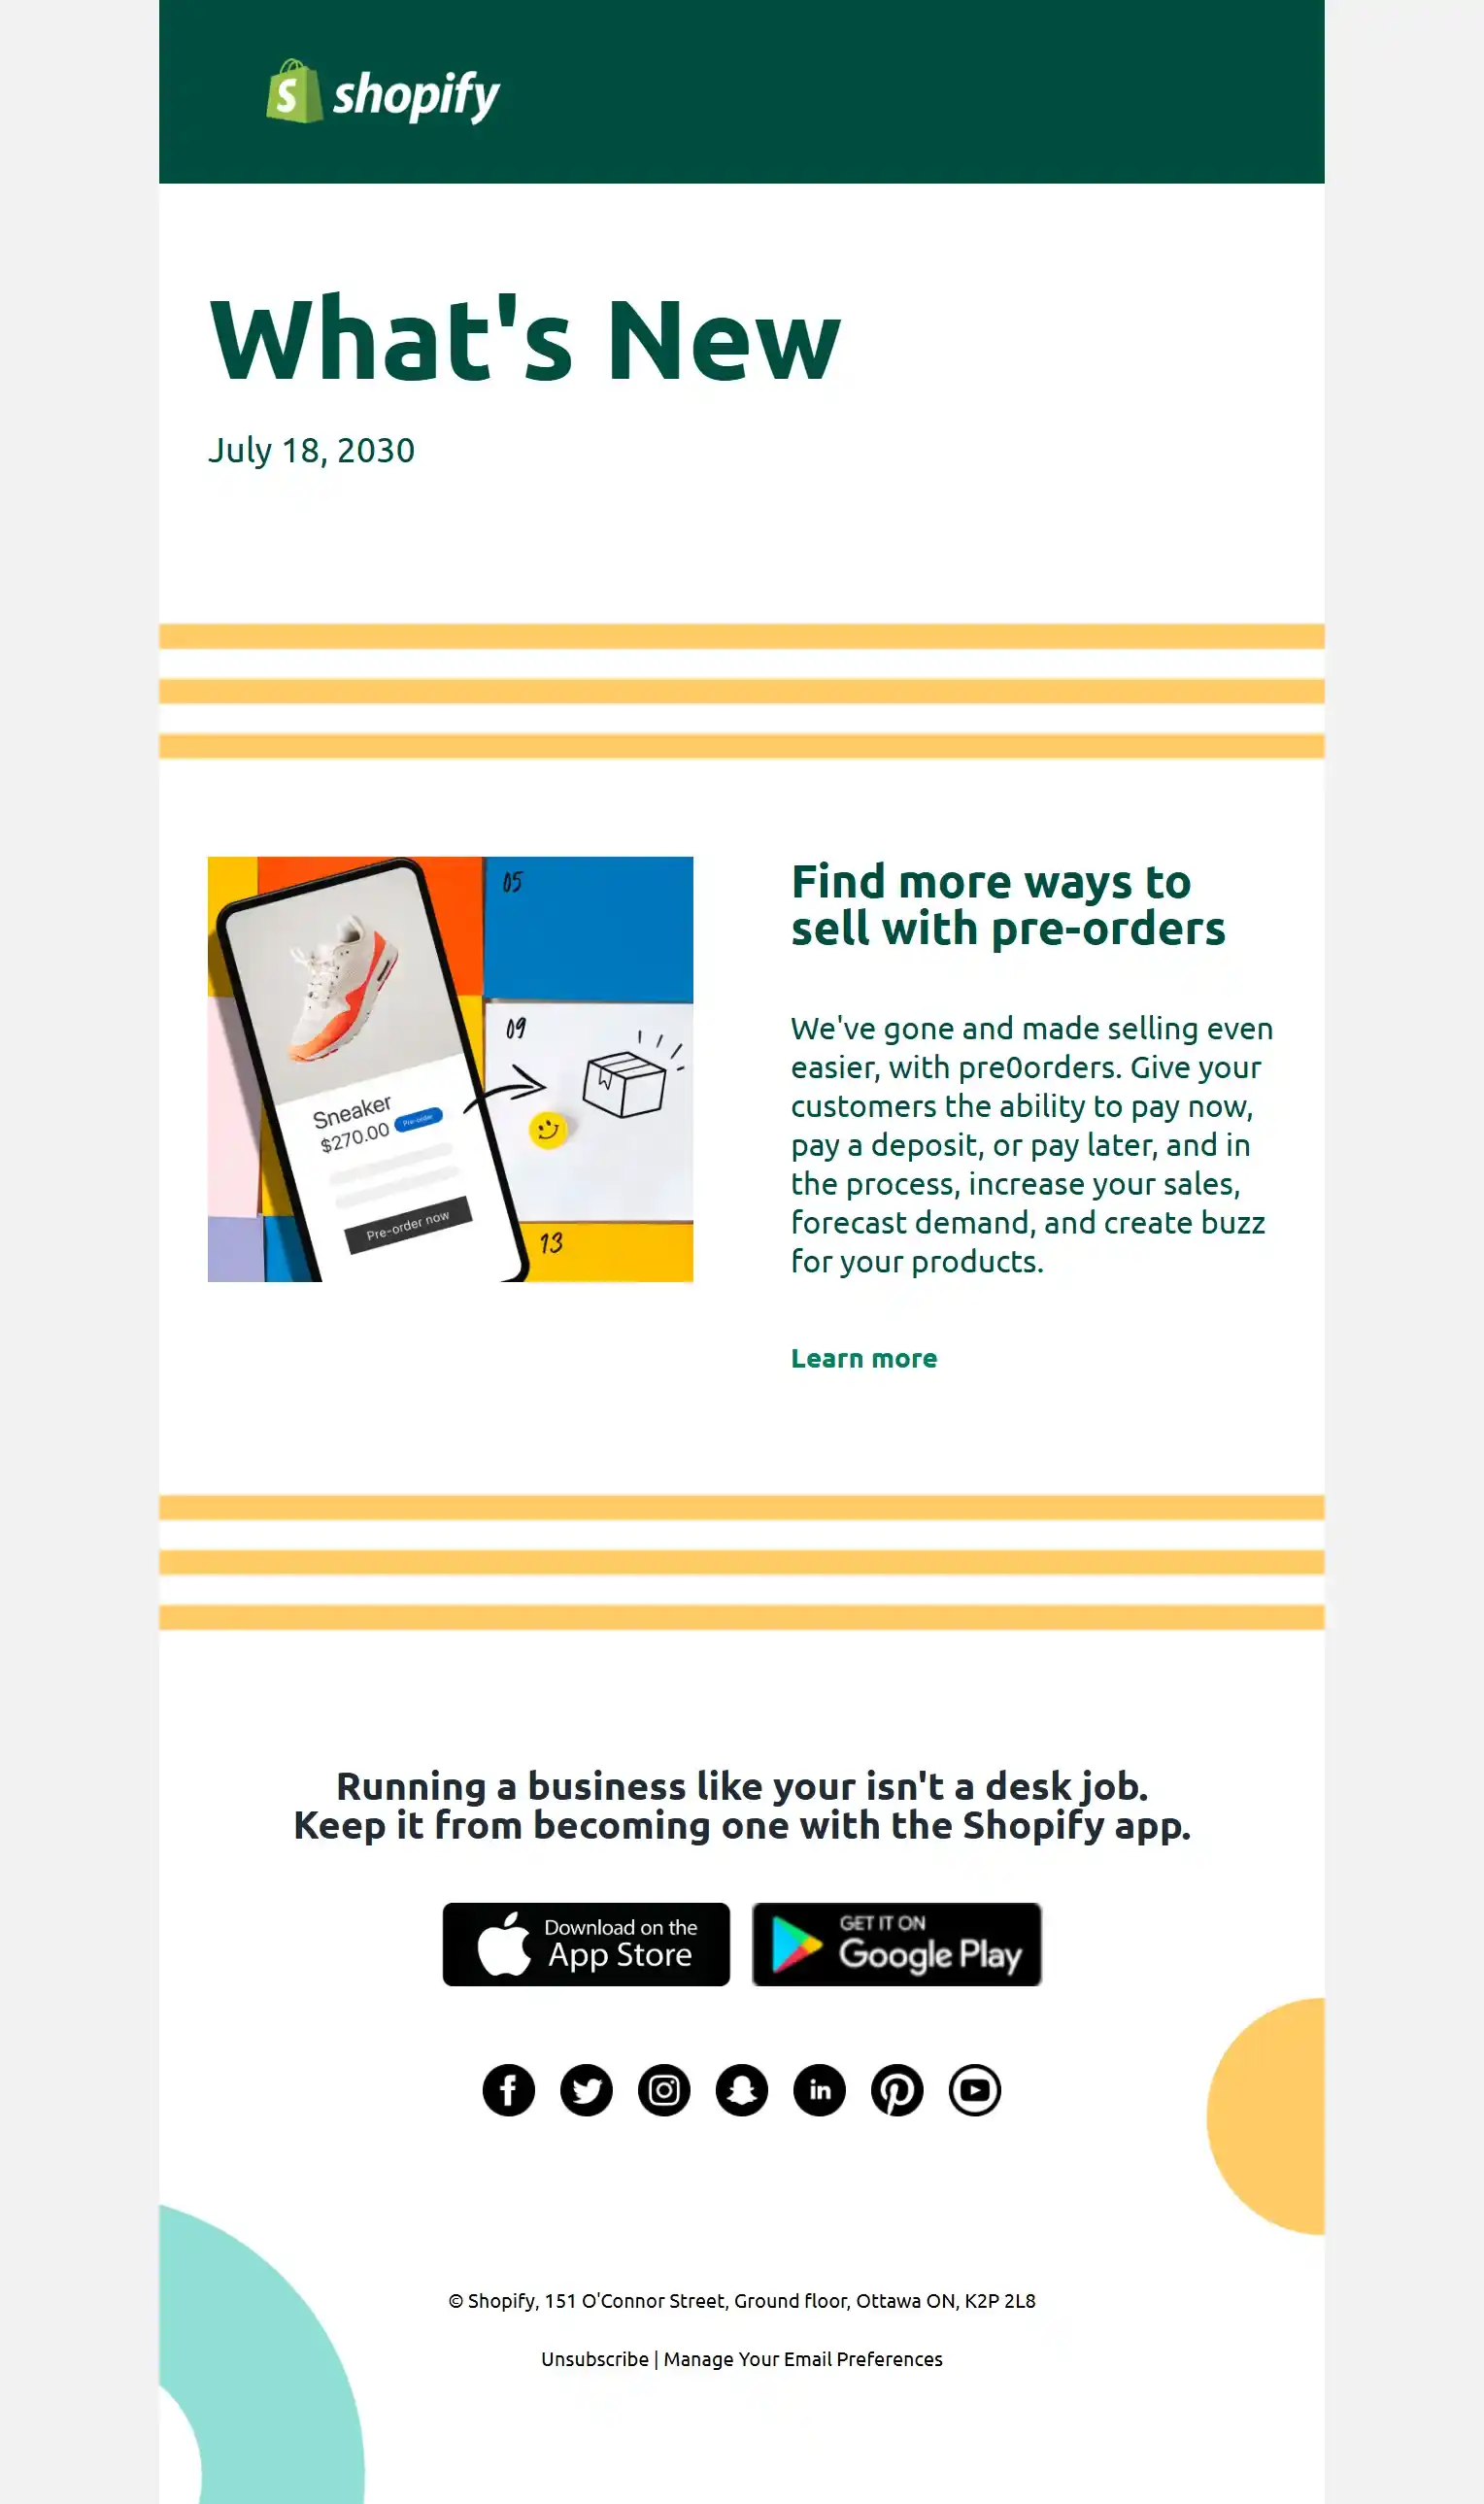 shopify
What's New
July 18, 2030
05
09
13
Sneaker
$270.00 Pre-order
Pre-order now
Find more ways to
sell with pre-orders
We've gone and made selling even
easier, with pre0orders. Give your
customers the ability to pay now,
pay a deposit, or pay later, and in
the process, increase your sales,
forecast demand, and create buzz
for your products.
Learn more
Running a business like your isn't a desk job.
Keep it from becoming one with the Shopify app.
Download on the
App Store
GET IT ON
Google Play
© Shopify, 151 O'Connor Street, Ground floor, Ottawa ON, K2P 2L8
Unsubscribe | Manage Your Email Preferences